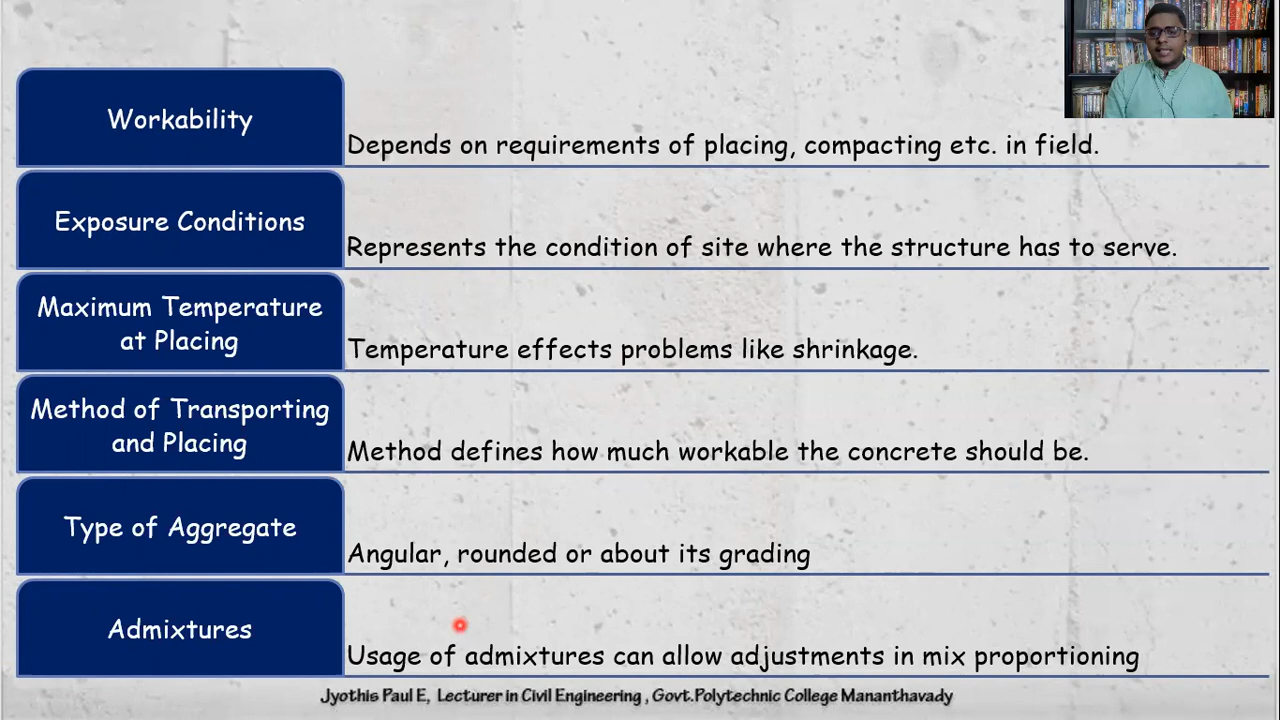 Workability
Depends on requirements of placing, compacting etc. in field.
Exposure Conditions
Represents the condition of site where the structure has to serve.
Maximum Temperature
at Placing
Temperature effects problems like shrinkage.
Method of Transporting
and Placing
Method defines how much workable the concrete should be.
Type of Aggregate
Angular, rounded or about its grading
Admixtures
Usage of admixtures can allow adjustments in mix proportioning
Jyothis Paul E, Lecturer in Civil Engineering , Govt.Polytechnic College Mananthavady